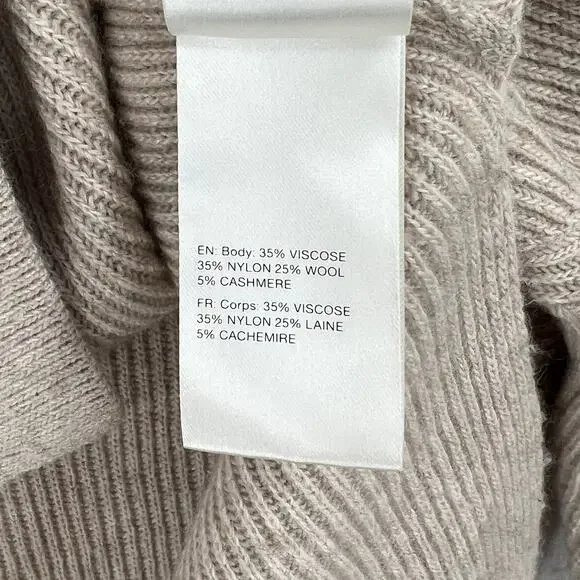 EN: Body: 35% VISCOSE
35% NYLON 25% WOOL
5% CASHMERE
FR: Corps: 35% VISCOSE
35% NYLON 25% LAINE
5% CACHEMIRE